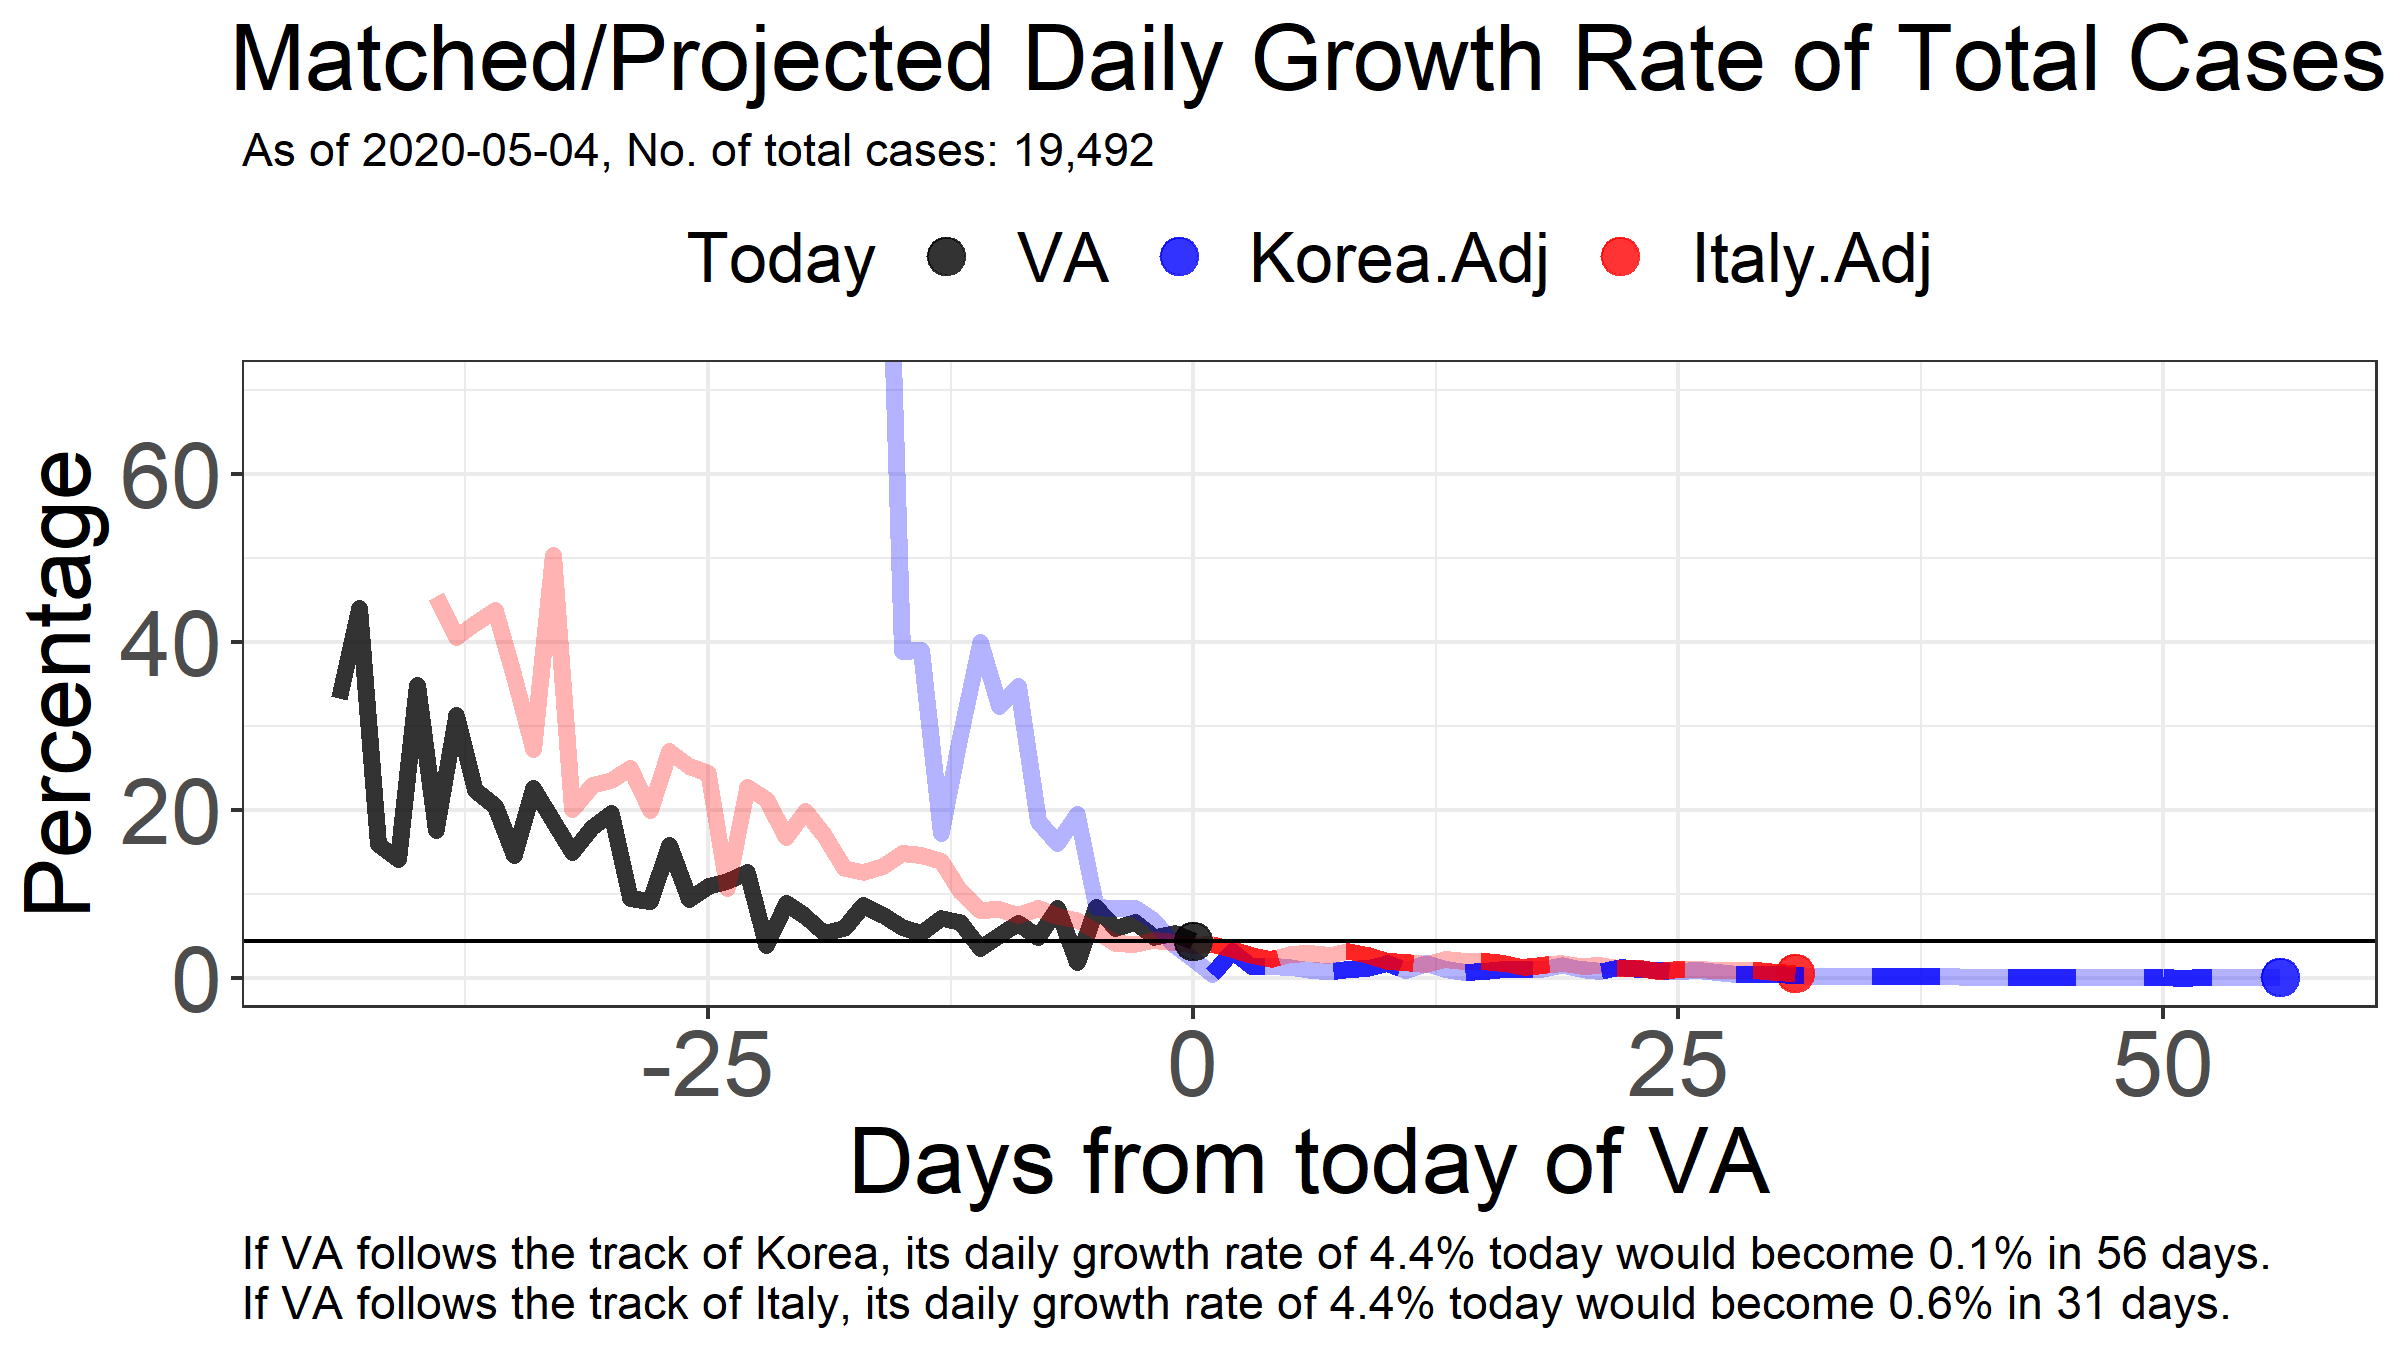 Matched/Projected Daily Growth Rate of Total Cases
As of 2020-05-04, No. of total cases: 19,492
Today VA Korea.Adj Italy.Adj
Percentage
60
40
20
0
-25 0 25 50
Days from today of VA
If VA follows the track of Korea, its daily growth rate of 4.4% today would become 0.1% in 56 days.
If VA follows the track of Italy, its daily growth rate of 4.4% today would become 0.6% in 31 days.